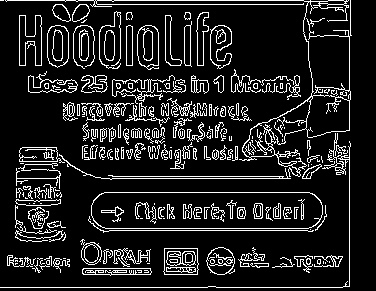 HoodiaLife
Lose 25 pounds in 1 Month!
Discover the New Miracle
Supplement for Safe,
Effective Weight Loss!
Click Here To Order!
Featured on: OPRAH 60 abc TODAY